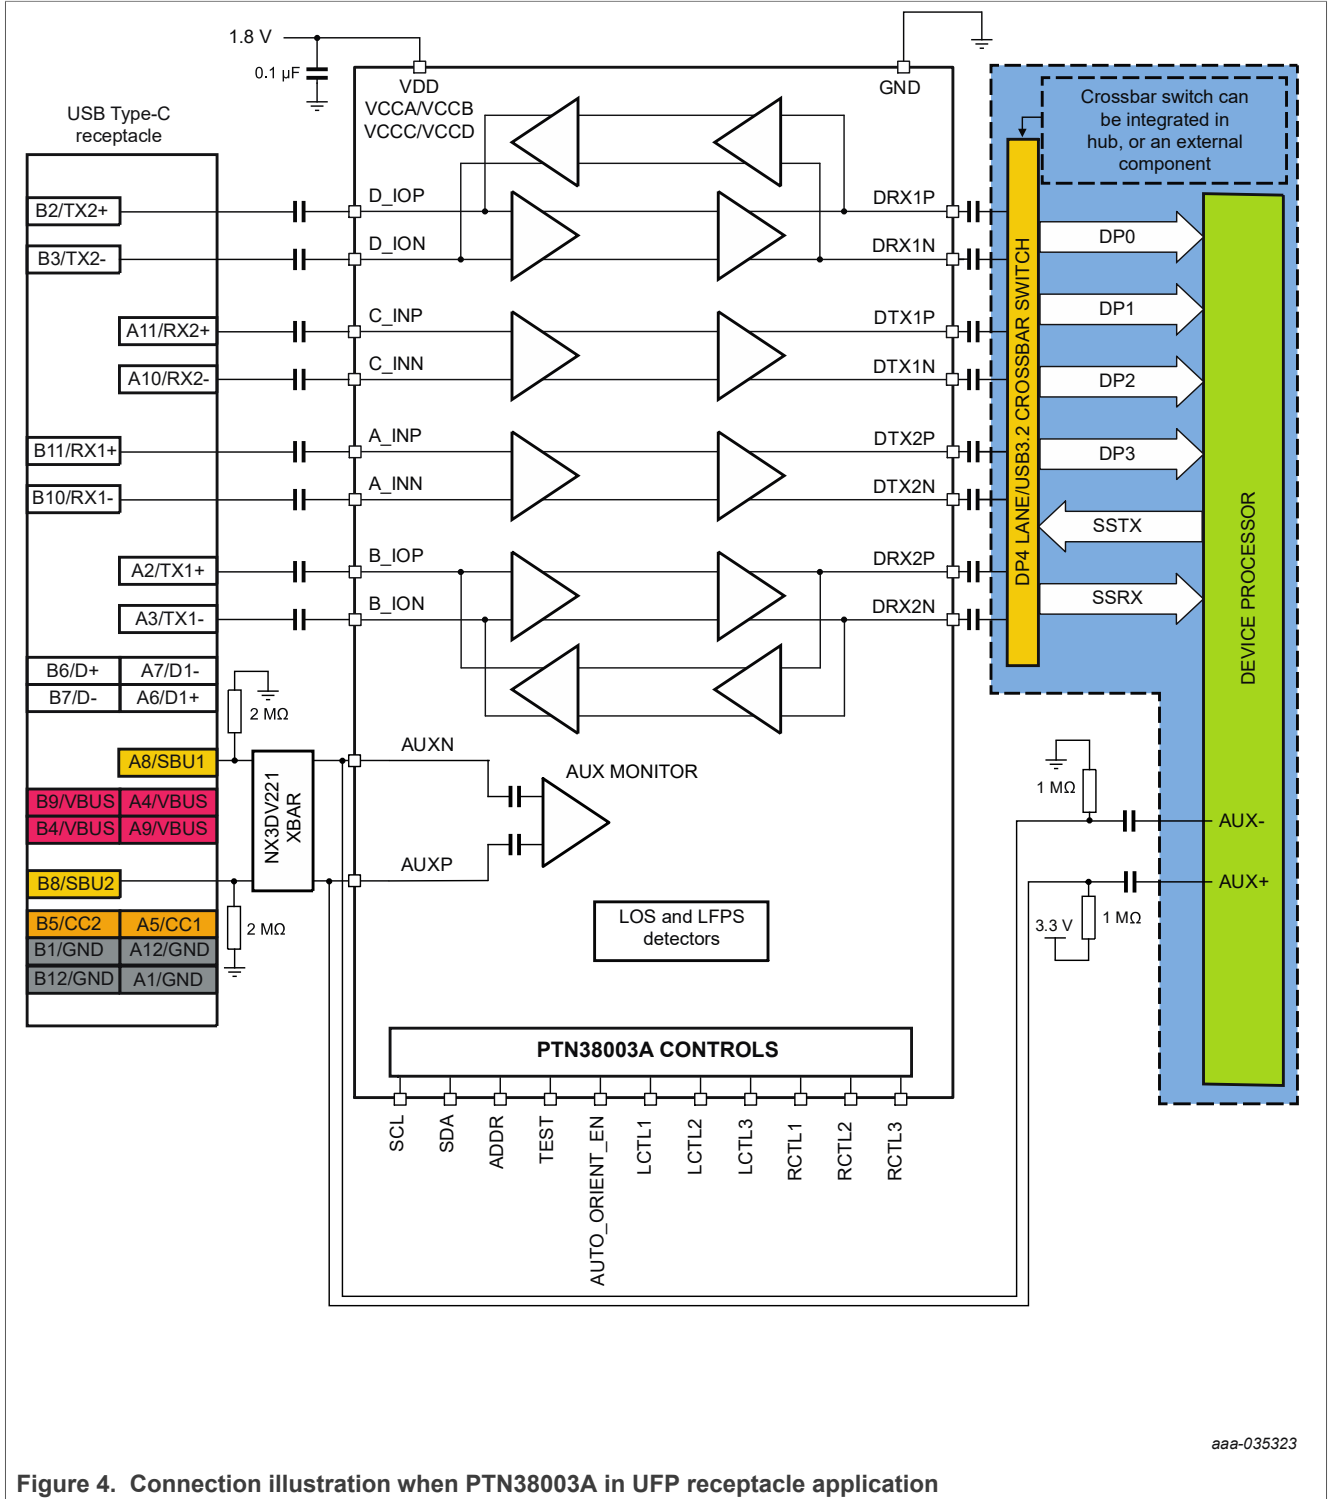 1.8 V
0.1 µF
VDD
VCCA/VCCB
VCCC/VCCD
GND
USB Type-C
receptacle
Crossbar switch can
be integrated in
hub, or an external
component
B2/TX2+
D_IOP
DRX1P
B3/TX2-
D_ION
DRX1N
DP0
A11/RX2+
C_INP
DTX1P
DP1
A10/RX2-
C_INN
DTX1N
DP2
B11/RX1+
A_INP
DTX2P
DP3
B10/RX1-
A_INN
DTX2N
SSTX
A2/TX1+
B_IOP
DRX2P
SSRX
A3/TX1-
B_ION
DRX2N
DP4 LANE/USB3.2 CROSSBAR SWITCH
DEVICE PROCESSOR
B6/D+ A7/D1-
B7/D- A6/D1+
2 MΩ
A8/SBU1
AUXN
AUX MONITOR
NX3DV221
XBAR
B9/VBUS A4/VBUS
B4/VBUS A9/VBUS
1 MΩ
AUX-
B8/SBU2
AUXP
AUX+
B5/CC2 A5/CC1
2 MΩ
LOS and LFPS
detectors
3.3 V
1 MΩ
B1/GND A12/GND
B12/GND A1/GND
PTN38003A CONTROLS
SCL
SDA
ADDR
TEST
AUTO_ORIENT_EN
LCTL1
LCTL2
LCTL3
RCTL1
RCTL2
RCTL3
aaa-035323
Figure 4. Connection illustration when PTN38003A in UFP receptacle application